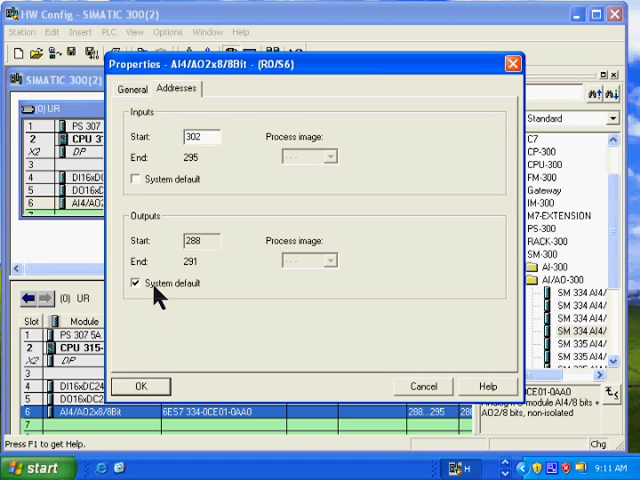 HW Config - SIMATIC 300(2)
Station Edit Insert PLC View Options Window Help
SIMATIC 300(2)
(0) UR
1 PS 307
2 CPU 31
X2 DP
4 DI16xDC
5 DO16xD
6 AI4/AO2
7
Properties - AI4/AO2x8/8Bit - (R0/S6)
General Addresses
Inputs
Start: 302 Process image:
End: 295 ---
System default
Outputs
Start: 288 Process image:
End: 291 ---
System default
OK Cancel Help
Standard
C7
CP-300
CPU-300
FM-300
Gateway
IM-300
M7-EXTENSION
PS-300
RACK-300
SM-300
AI-300
AI/AO-300
SM 334 AI4/
SM 334 AI4/
SM 334 AI4/
SM 334 AI4/
SM 335 AI4/
SM 335 AI4/
(0) UR
Slot Module
1 PS 307 5A
2 CPU 315-
X2 DP
3
4 DI16xDC24
5 DO16xDC24
6 AI4/AO2x8/8Bit 6ES7 334-0CE01-0AA0 288...295 288
7
0CE01-0AA0
module AI4/8 bits +
AO2/8 bits, non-isolated
Press F1 to get Help. Chg
start H 9:11 AM